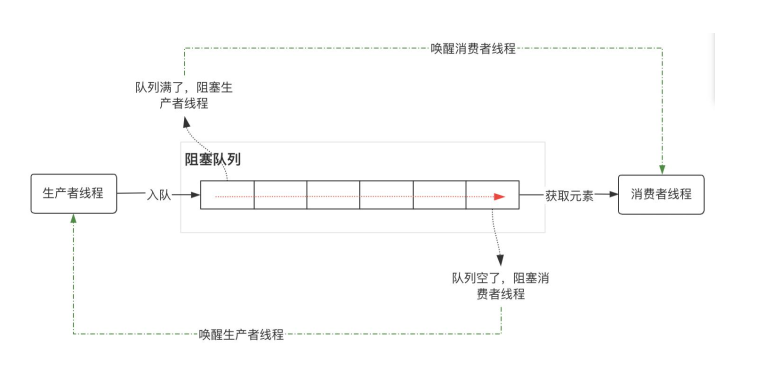 唤醒消费者线程
队列满了，阻塞生
产者线程
阻塞队列
生产者线程
入队
获取元素
消费者线程
队列空了，阻塞消
费者线程
唤醒生产者线程